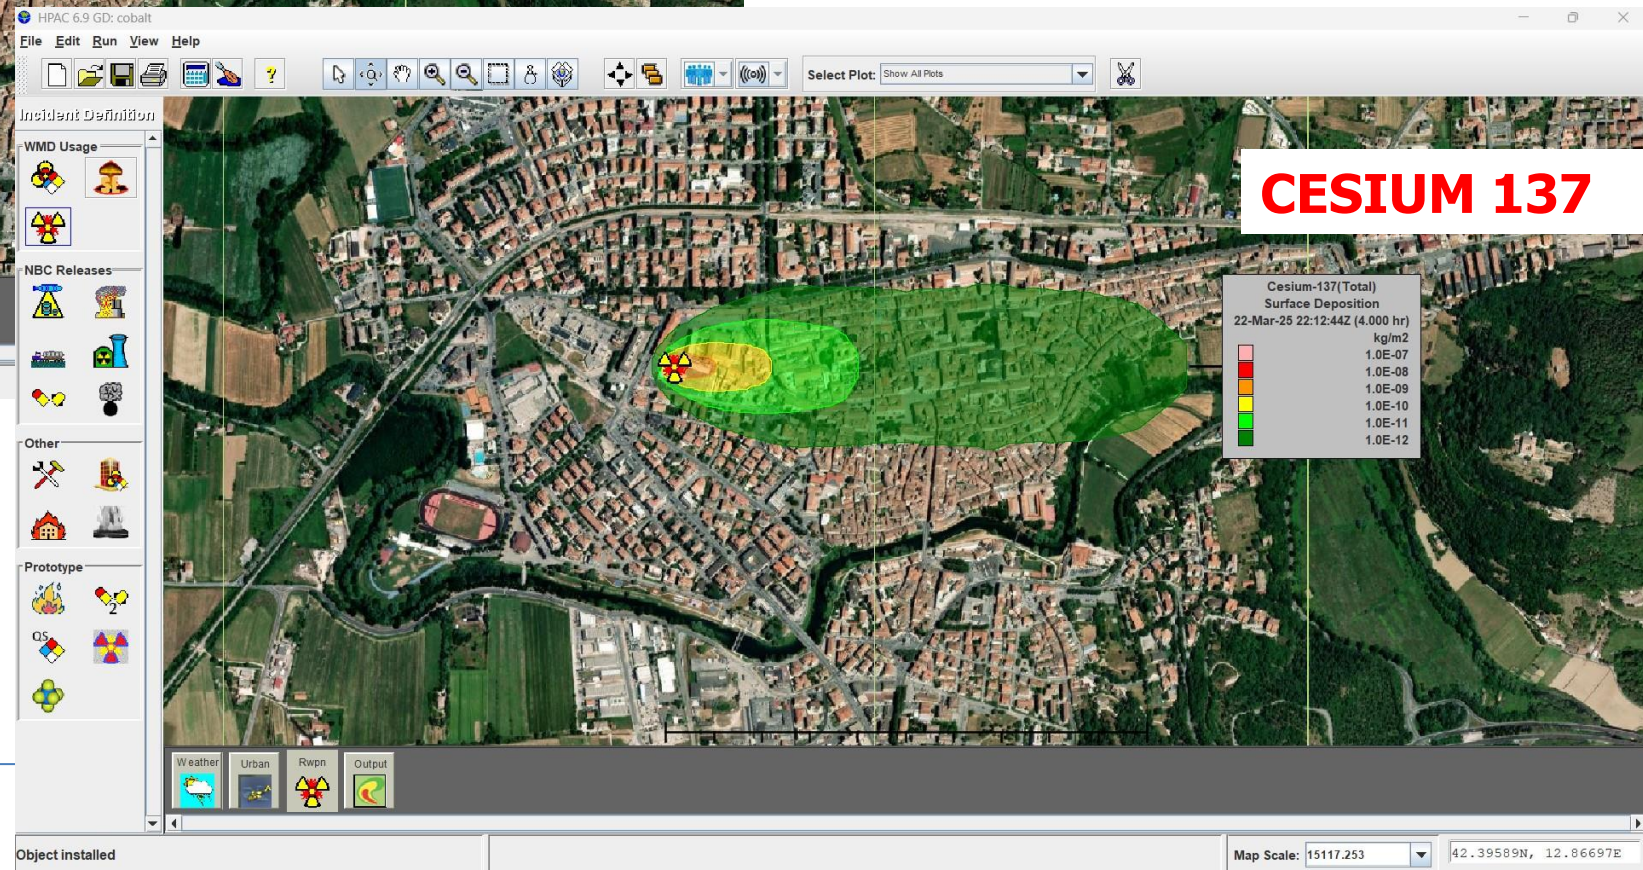 HPAC 6.9 GD: cobalt
File Edit Run View Help
Select Plot: Show All Plots
Incident Definition
WMD Usage
NBC Releases
Other
Prototype
QS
2
CESIUM 137
Cesium-137(Total)
Surface Deposition
22-Mar-25 22:12:44Z (4.000 hr)
kg/m2
1.0E-07
1.0E-08
1.0E-09
1.0E-10
1.0E-11
1.0E-12
Weather Urban Rwpn Output
Object installed
Map Scale: 15117.253
42.39589N, 12.86697E